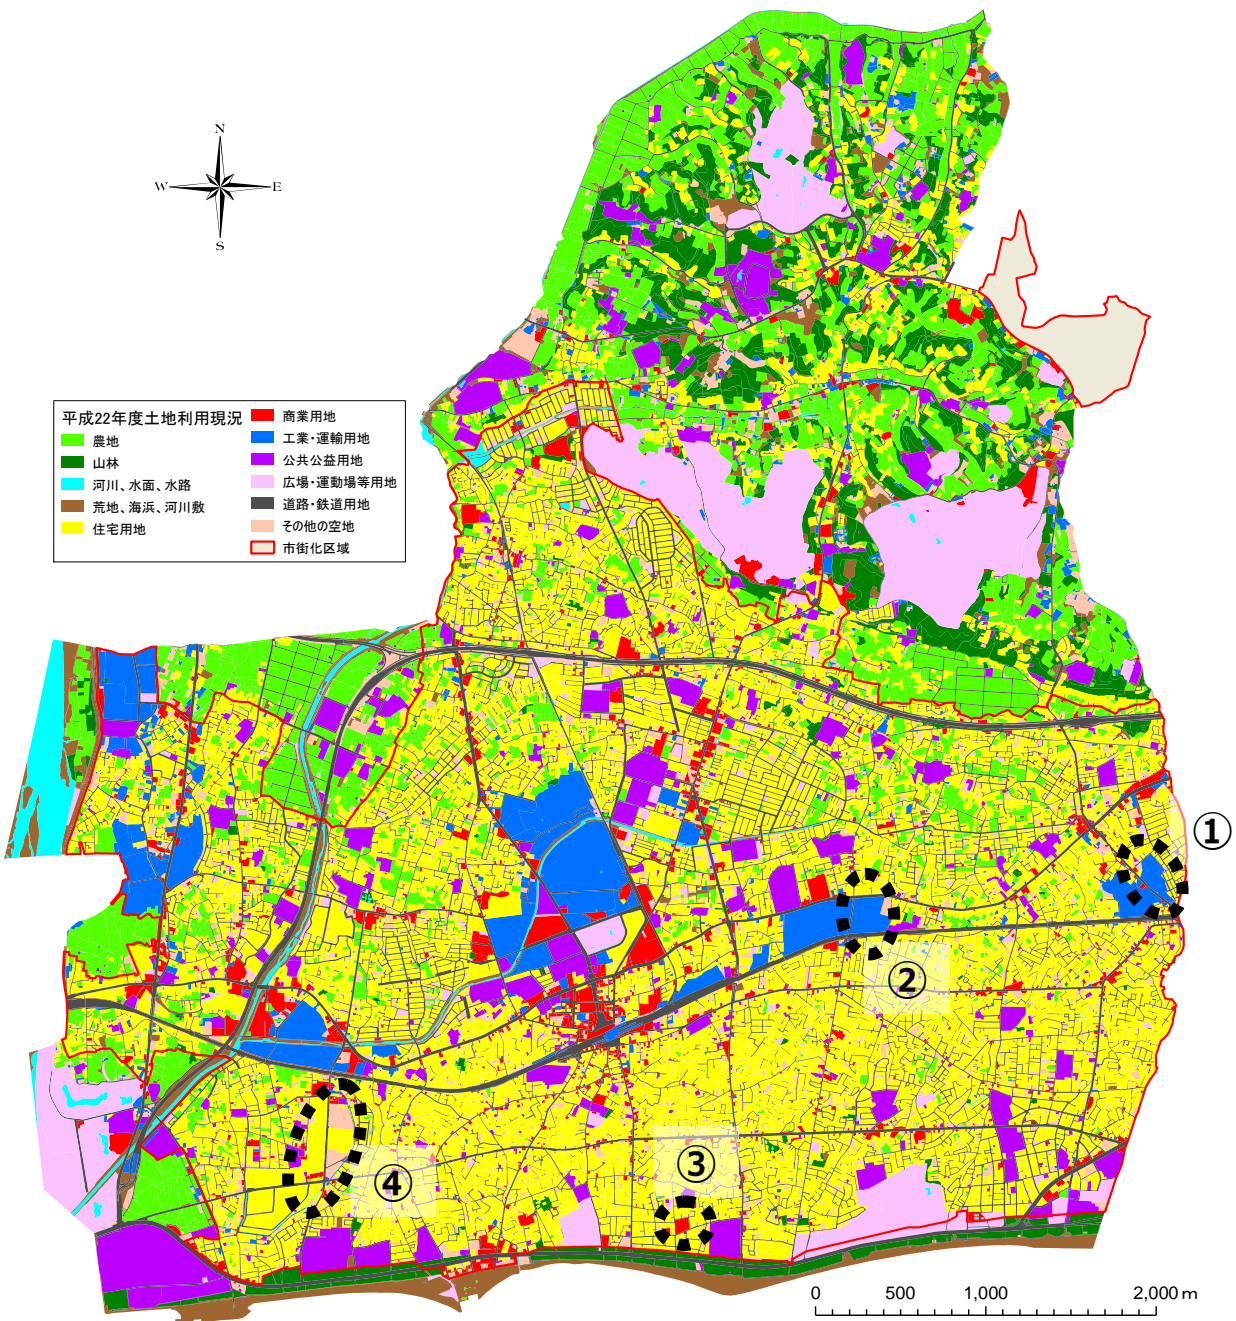 N
W
E
S
平成22年度土地利用現況
農地
山林
河川、水面、水路
荒地、海浜、河川敷
住宅用地
商業用地
工業・運輸用地
公共公益用地
広場・運動場等用地
道路・鉄道用地
その他の空地
市街化区域
①
②
③
④
0 500 1,000 2,000 m